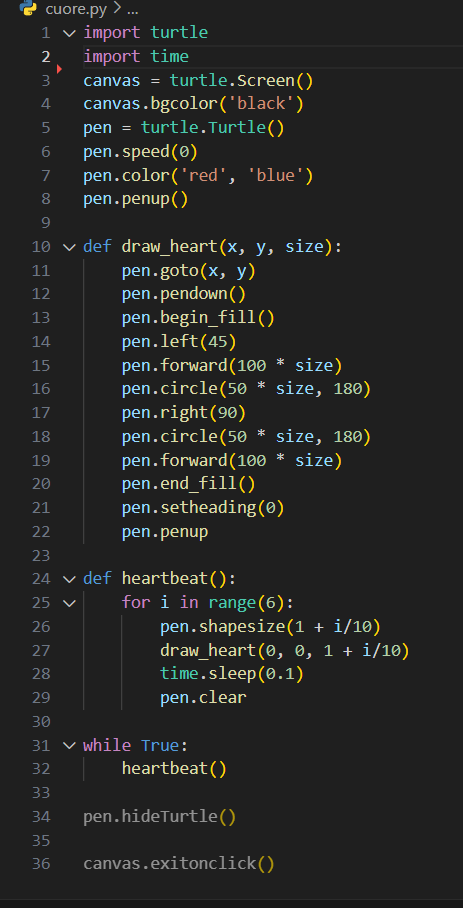 cuore.py > ...
1 import turtle
2 import time
3 canvas = turtle.Screen()
4 canvas.bgcolor('black')
5 pen = turtle.Turtle()
6 pen.speed(0)
7 pen.color('red', 'blue')
8 pen.penup()
9
10 def draw_heart(x, y, size):
11     pen.goto(x, y)
12     pen.pendown()
13     pen.begin_fill()
14     pen.left(45)
15     pen.forward(100 * size)
16     pen.circle(50 * size, 180)
17     pen.right(90)
18     pen.circle(50 * size, 180)
19     pen.forward(100 * size)
20     pen.end_fill()
21     pen.setheading(0)
22     pen.penup
23
24 def heartbeat():
25     for i in range(6):
26         pen.shapesize(1 + i/10)
27         draw_heart(0, 0, 1 + i/10)
28         time.sleep(0.1)
29         pen.clear
30
31 while True:
32     heartbeat()
33
34 pen.hideTurtle()
35
36 canvas.exitonclick()